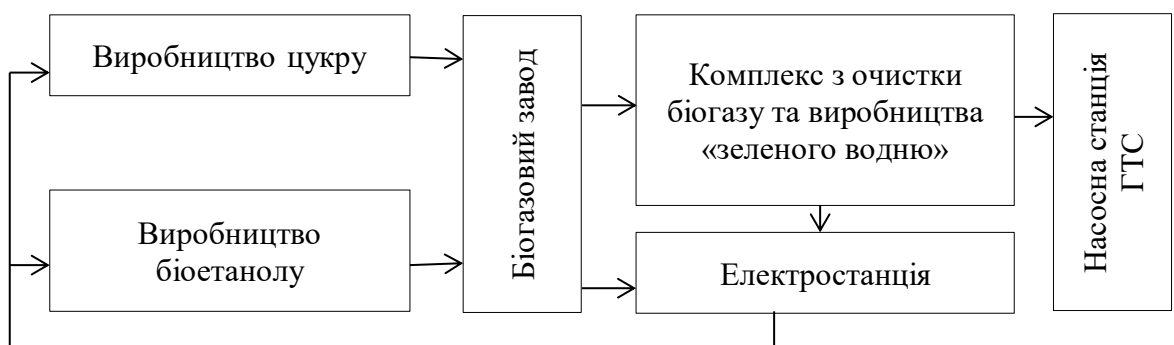 Виробництво цукру
Виробництво
біоетанолу
Біогазовий завод
Комплекс з очистки
біогазу та виробництва
«зеленого водню»
Електростанція
Насосна станція
ГТС